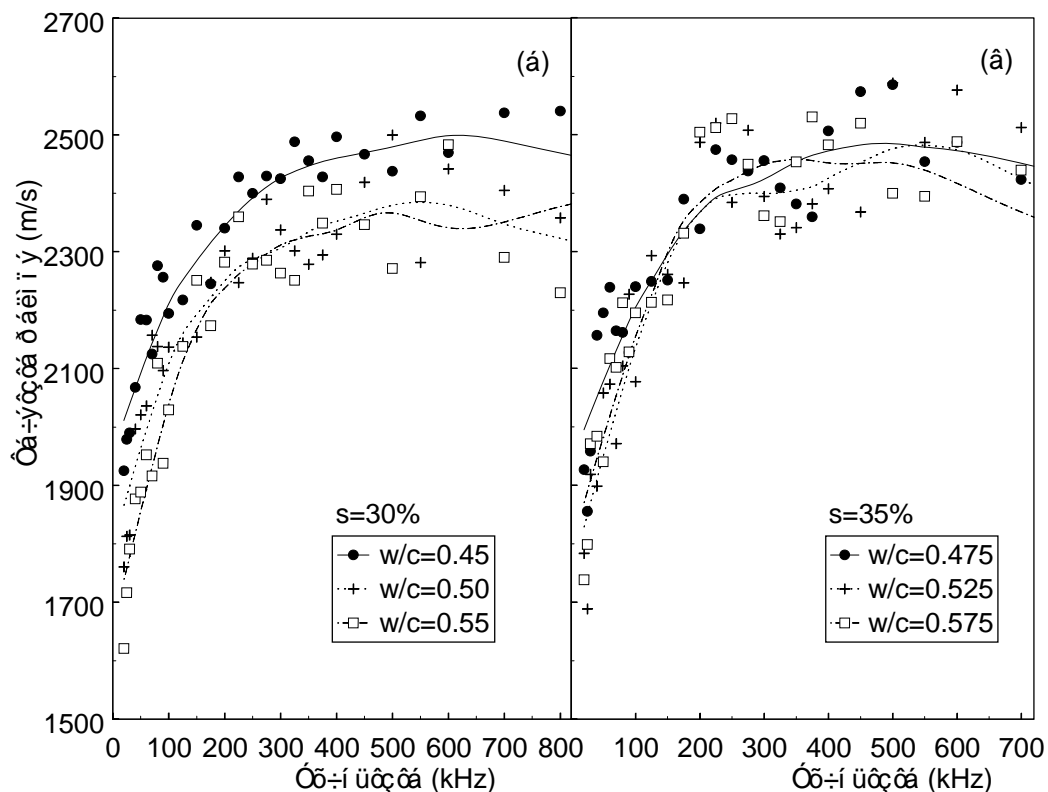 2700
2500
2300
2100
1900
1700
1500
Ôá÷ýôçôá ðáëìïý (m/s)
(á)
s=30%
w/c=0.45
w/c=0.50
w/c=0.55
0 100 200 300 400 500 600 700 800
Óõ÷íüôçôá (kHz)
(â)
s=35%
w/c=0.475
w/c=0.525
w/c=0.575
100 200 300 400 500 600 700
Óõ÷íüôçôá (kHz)